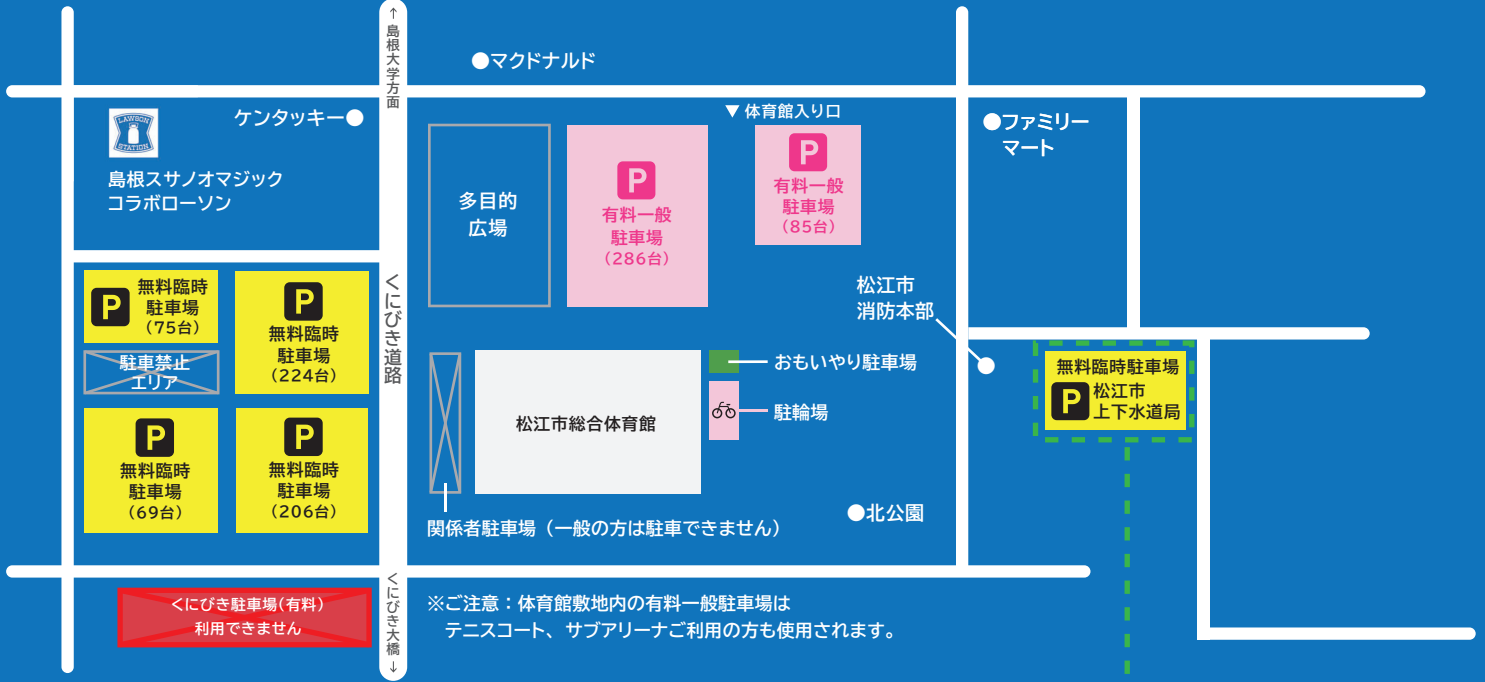 ↑島根大学方面
●マクドナルド
ケンタッキー●
LAWSON
STATION
島根スサノオマジック
コラボローソン
▼体育館入り口
●ファミリー
マート
多目的
広場
P
有料一般
駐車場
（286台）
P
有料一般
駐車場
（85台）
くにびき道路
P
無料臨時
駐車場
（75台）
P
無料臨時
駐車場
（224台）
駐車禁止
エリア
P
無料臨時
駐車場
（69台）
P
無料臨時
駐車場
（206台）
松江市
消防本部
おもいやり駐車場
駐輪場
松江市総合体育館
無料臨時駐車場
P
松江市
上下水道局
●北公園
関係者駐車場（一般の方は駐車できません）
くにびき駐車場(有料)
利用できません
くにびき大橋↓
※ご注意：体育館敷地内の有料一般駐車場は
テニスコート、サブアリーナご利用の方も使用されます。